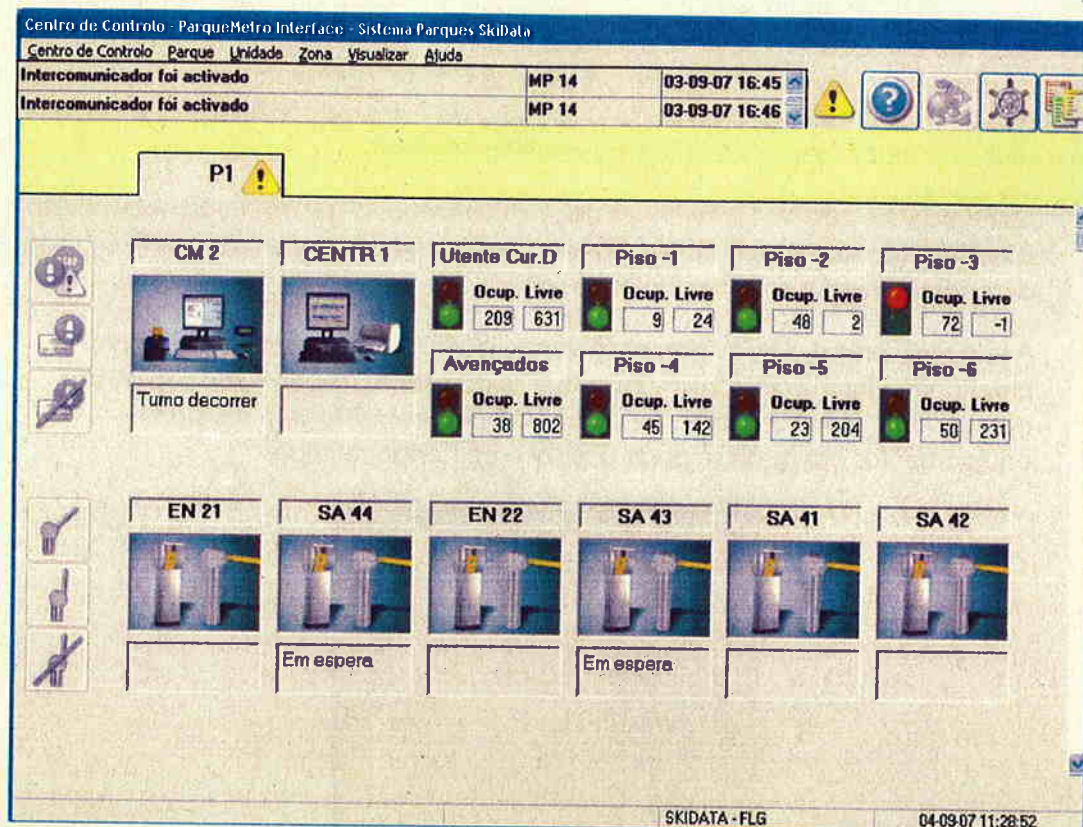 Centro de Controlo - ParqueMetro Interface - Sistema Parques SkiData
Centro de Controlo Parque Unidade Zona Visualizar Ajuda
Intercomunicador foi activado MP 14 03-09-07 16:45
Intercomunicador foi activado MP 14 03-09-07 16:46
P1
CM 2 CENTR 1 Utente Cur.D Piso -1 Piso -2 Piso -3
Ocup. Livre Ocup. Livre Ocup. Livre Ocup. Livre
209 631 9 24 48 2 72 -1
Avençados Piso -4 Piso -5 Piso -6
Turno decorrer Ocup. Livre Ocup. Livre Ocup. Livre Ocup. Livre
38 802 45 142 23 204 50 231
EN 21 SA 44 EN 22 SA 43 SA 41 SA 42
Em espera Em espera
SKIDATA - FLG 04-09-07 11:28:52